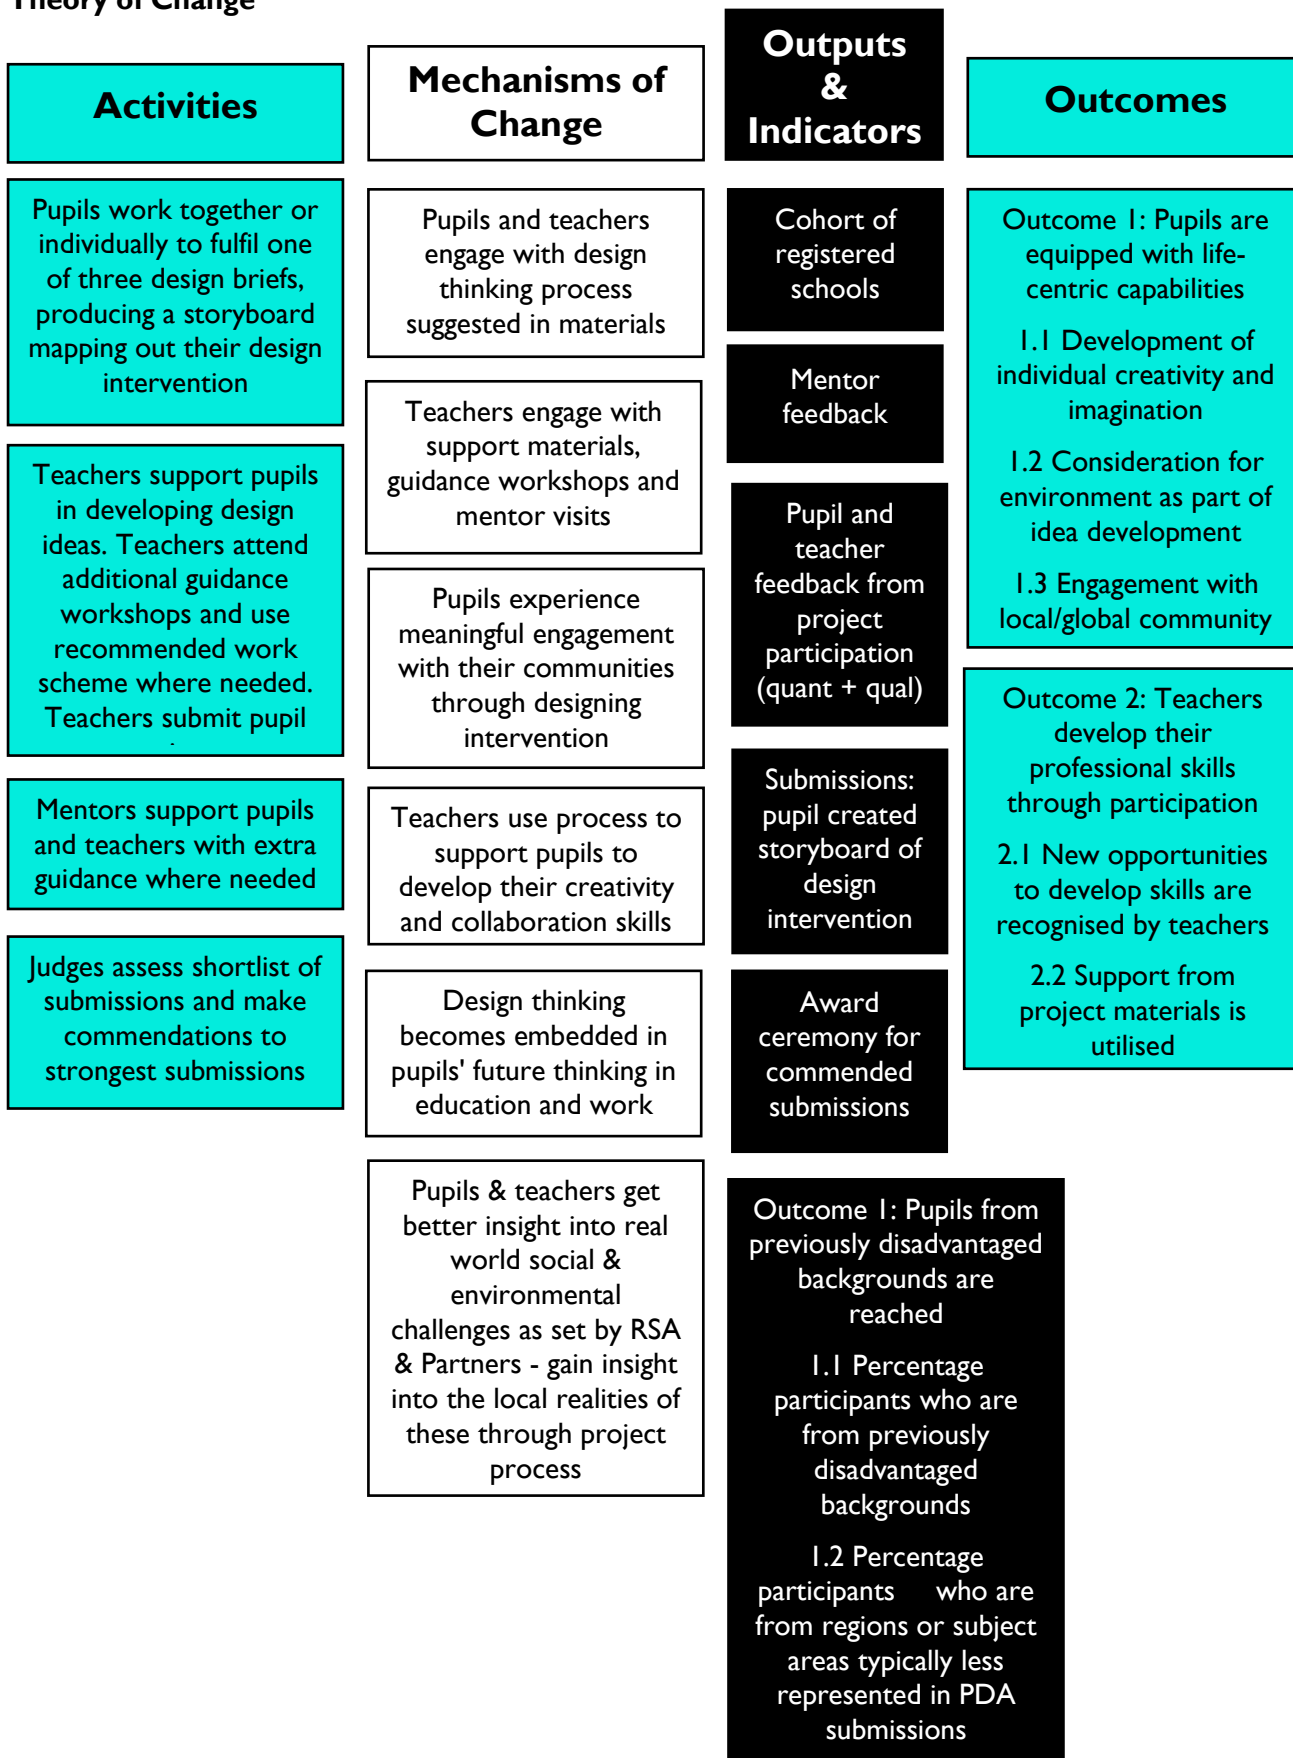 Theory of Change
Activities
Pupils work together or
individually to fulfil one
of three design briefs,
producing a storyboard
mapping out their design
intervention
Teachers support pupils
in developing design
ideas. Teachers attend
additional guidance
workshops and use
recommended work
scheme where needed.
Teachers submit pupil
Mentors support pupils
and teachers with extra
guidance where needed
Judges assess shortlist of
submissions and make
commendations to
strongest submissions
Mechanisms of
Change
Pupils and teachers
engage with design
thinking process
suggested in materials
Teachers engage with
support materials,
guidance workshops and
mentor visits
Pupils experience
meaningful engagement
with their communities
through designing
intervention
Teachers use process to
support pupils to
develop their creativity
and collaboration skills
Design thinking
becomes embedded in
pupils' future thinking in
education and work
Pupils & teachers get
better insight into real
world social &
environmental
challenges as set by RSA
& Partners - gain insight
into the local realities of
these through project
process
Outputs
&
Indicators
Cohort of
registered
schools
Mentor
feedback
Pupil and
teacher
feedback from
project
participation
(quant + qual)
Submissions:
pupil created
storyboard of
design
intervention
Award
ceremony for
commended
submissions
Outcome 1: Pupils from
previously disadvantaged
backgrounds are
reached
1.1 Percentage
participants who are
from previously
disadvantaged
backgrounds
1.2 Percentage
participants who are
from regions or subject
areas typically less
represented in PDA
submissions
Outcomes
Outcome 1: Pupils are
equipped with life-
centric capabilities
1.1 Development of
individual creativity and
imagination
1.2 Consideration for
environment as part of
idea development
1.3 Engagement with
local/global community
Outcome 2: Teachers
develop their
professional skills
through participation
2.1 New opportunities
to develop skills are
recognised by teachers
2.2 Support from
project materials is
utilised